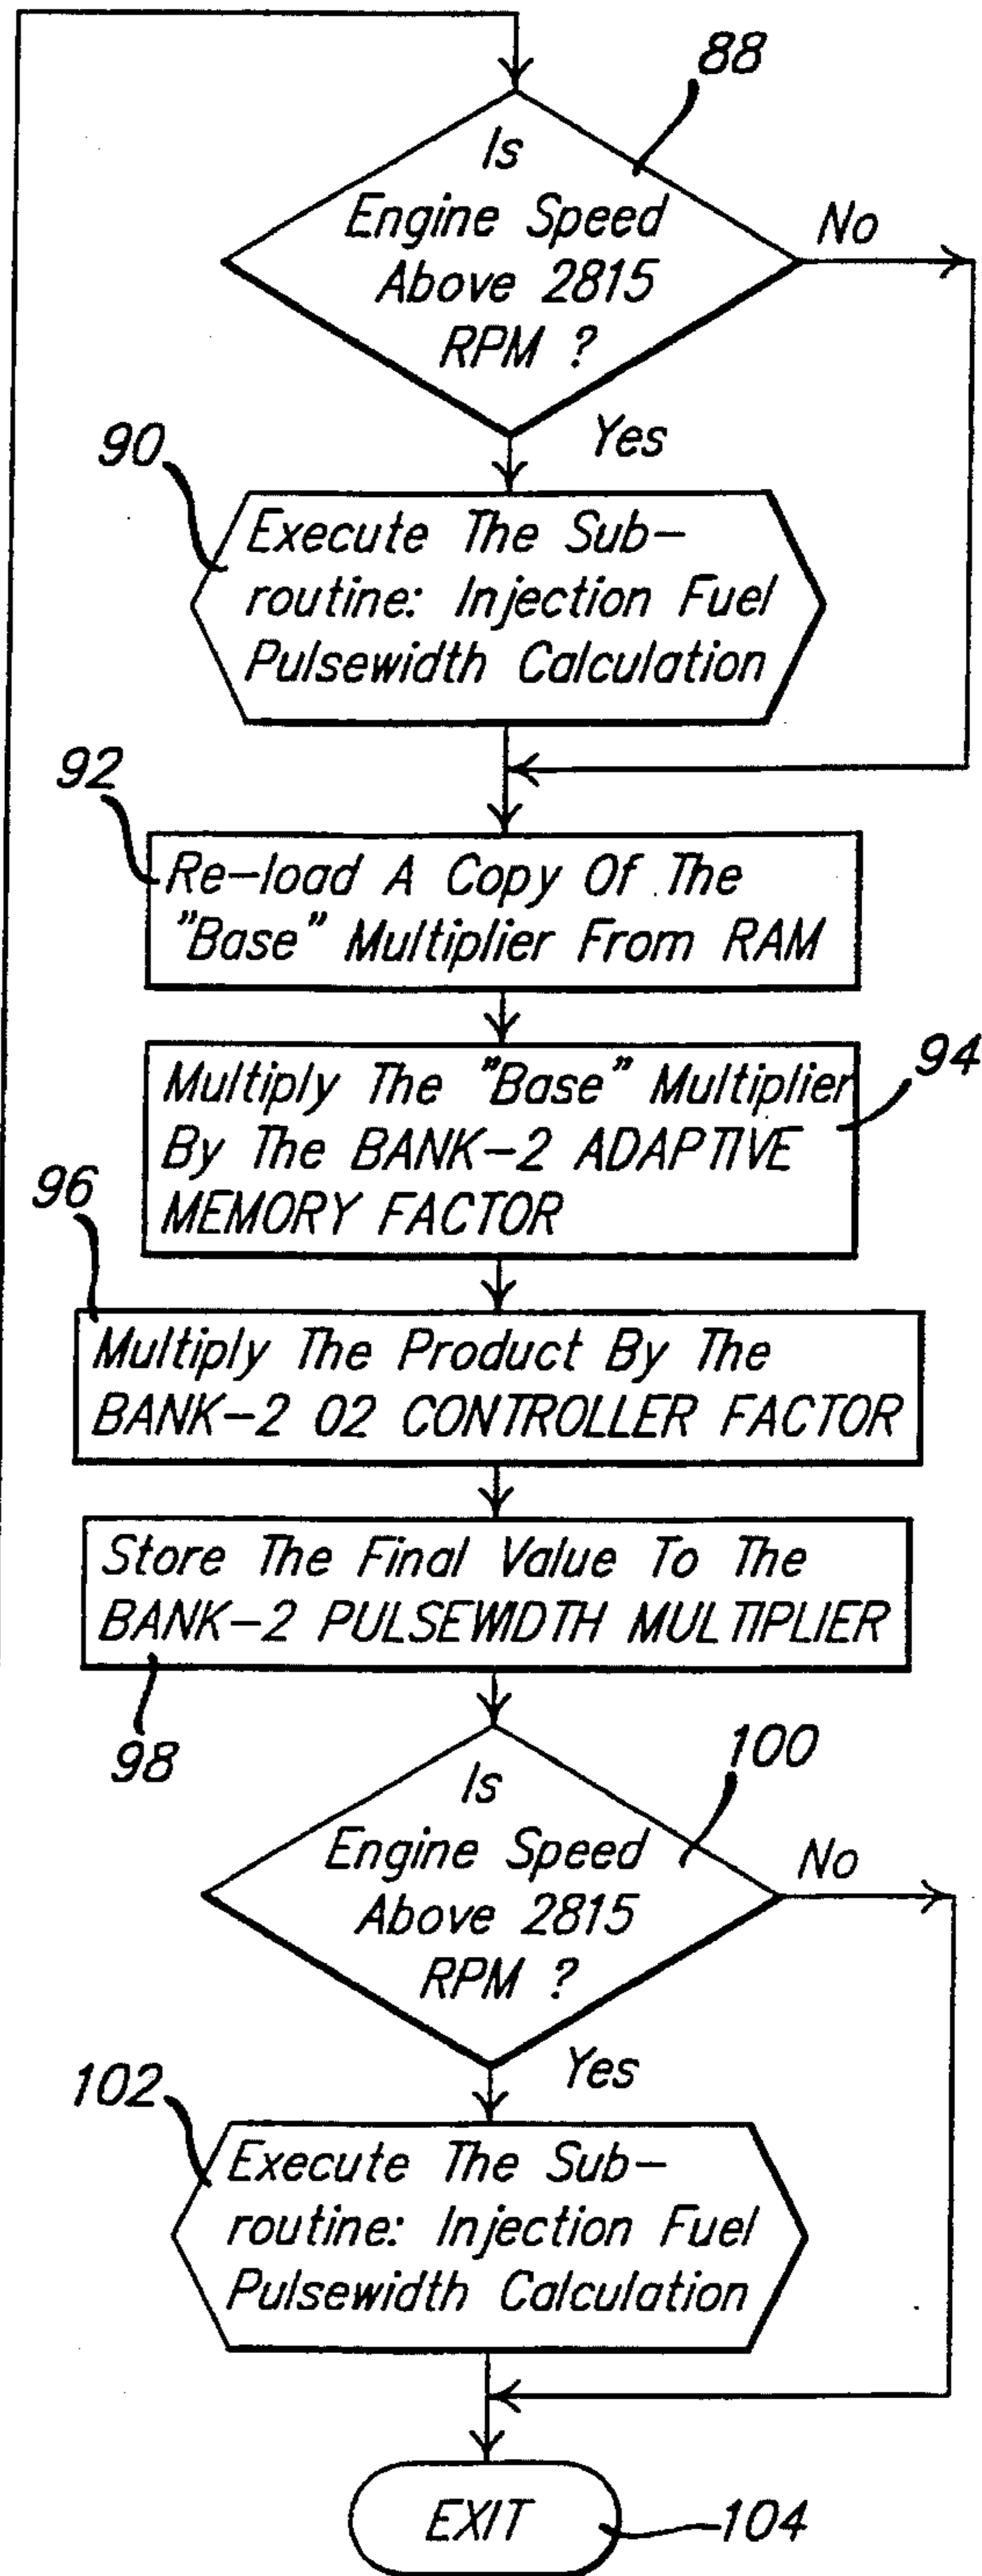 88
Is
Engine Speed
Above 2815
RPM ?
No
Yes
90
Execute The Sub-
routine: Injection Fuel
Pulsewidth Calculation
92
Re-load A Copy Of The
"Base" Multiplier From RAM
94
Multiply The "Base" Multiplier
By The BANK-2 ADAPTIVE
MEMORY FACTOR
96
Multiply The Product By The
BANK-2 O2 CONTROLLER FACTOR
Store The Final Value To The
BANK-2 PULSEWIDTH MULTIPLIER
98
100
Is
Engine Speed
Above 2815
RPM ?
No
Yes
102
Execute The Sub-
routine: Injection Fuel
Pulsewidth Calculation
EXIT
104